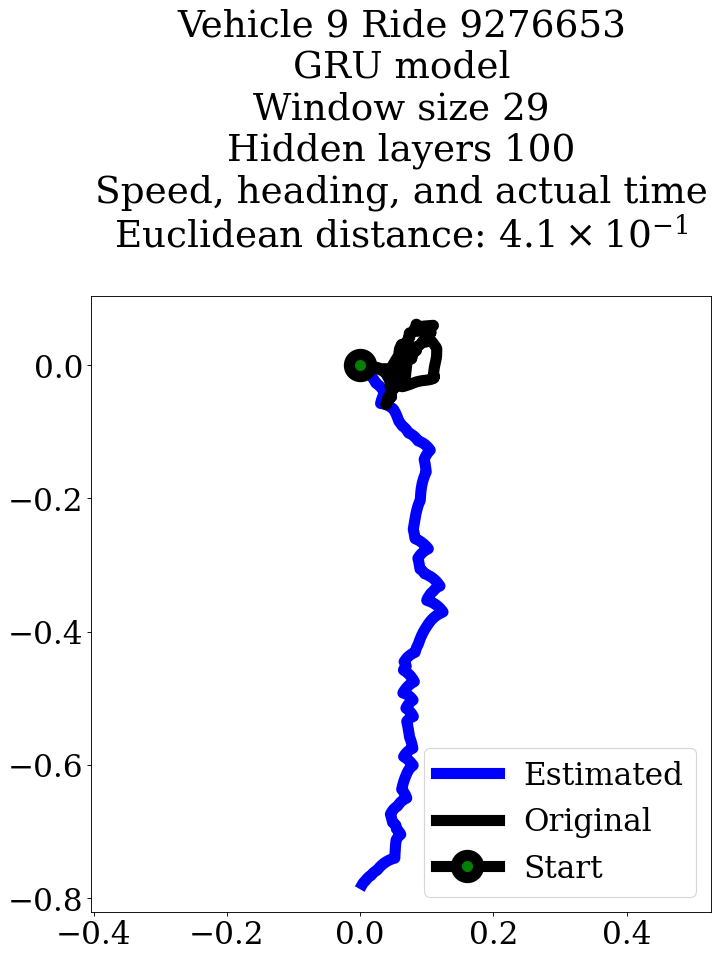 Vehicle 9 Ride 9276653
GRU model
Window size 29
Hidden layers 100
Speed, heading, and actual time
Euclidean distance: 4.1 × 10⁻¹
0.0
−0.2
−0.4
−0.6
−0.8
−0.4
−0.2
0.0
0.2
0.4
Estimated
Original
Start